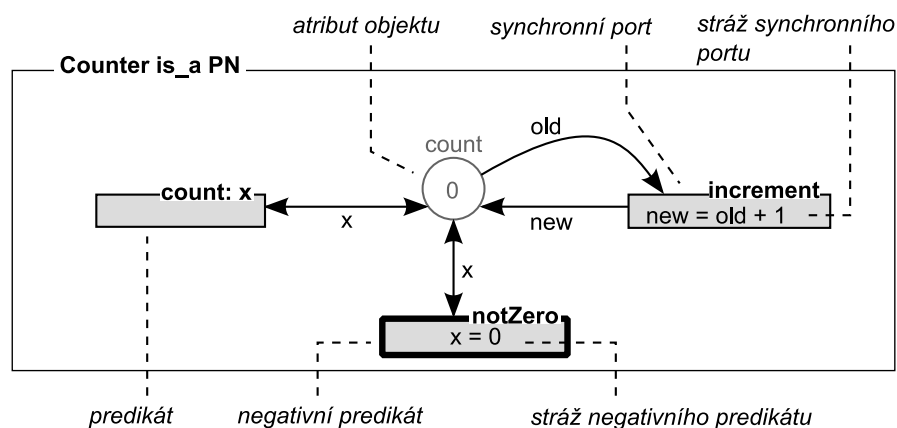 atribut objektu
synchronní port
stráž synchronního
portu
Counter is_a PN
old
count
0
count: x
increment
x
new
new = old + 1
x
notZero
x = 0
predikát
negativní predikát
stráž negativního predikátu